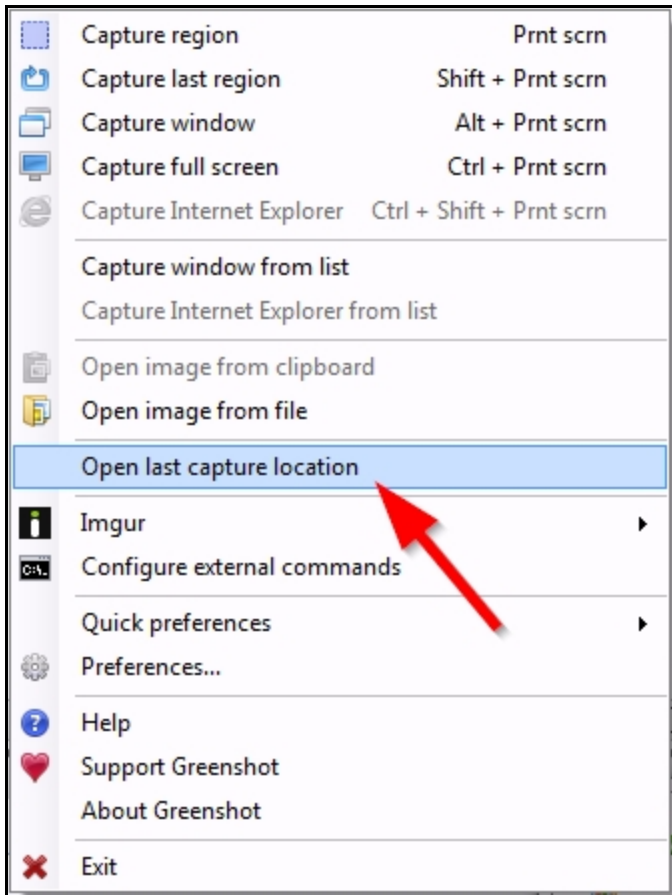 Capture region Prnt scrn
Capture last region Shift + Prnt scrn
Capture window Alt + Prnt scrn
Capture full screen Ctrl + Prnt scrn
Capture Internet Explorer Ctrl + Shift + Prnt scrn
Capture window from list
Capture Internet Explorer from list
Open image from clipboard
Open image from file
Open last capture location
Imgur
C:\. Configure external commands
Quick preferences
Preferences...
Help
Support Greenshot
About Greenshot
Exit